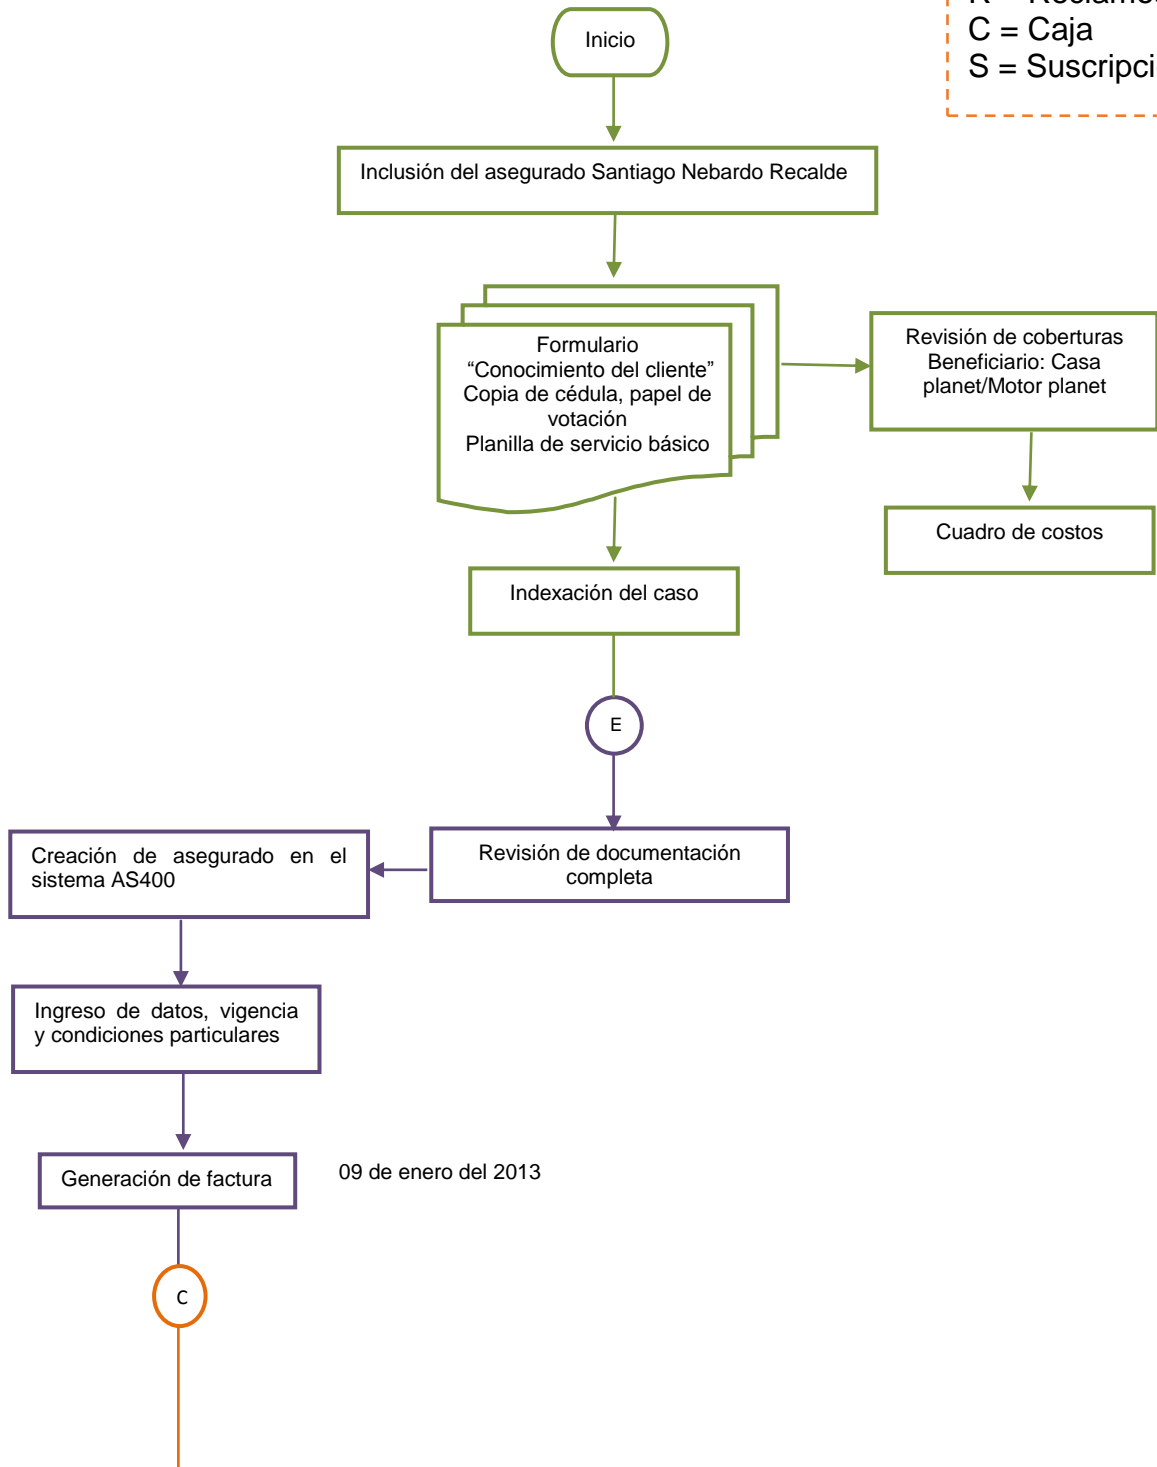 C = Caja
Inicio
Inclusión del asegurado Santiago Nebardo Recalde
Formulario
“Conocimiento del cliente”
Copia de cédula, papel de
votación
Planilla de servicio básico
Revisión de coberturas
Beneficiario: Casa
planet/Motor planet
Cuadro de costos
Indexación del caso
E
Revisión de documentación
completa
Creación de asegurado en el
sistema AS400
Ingreso de datos, vigencia
y condiciones particulares
Generación de factura
09 de enero del 2013
C